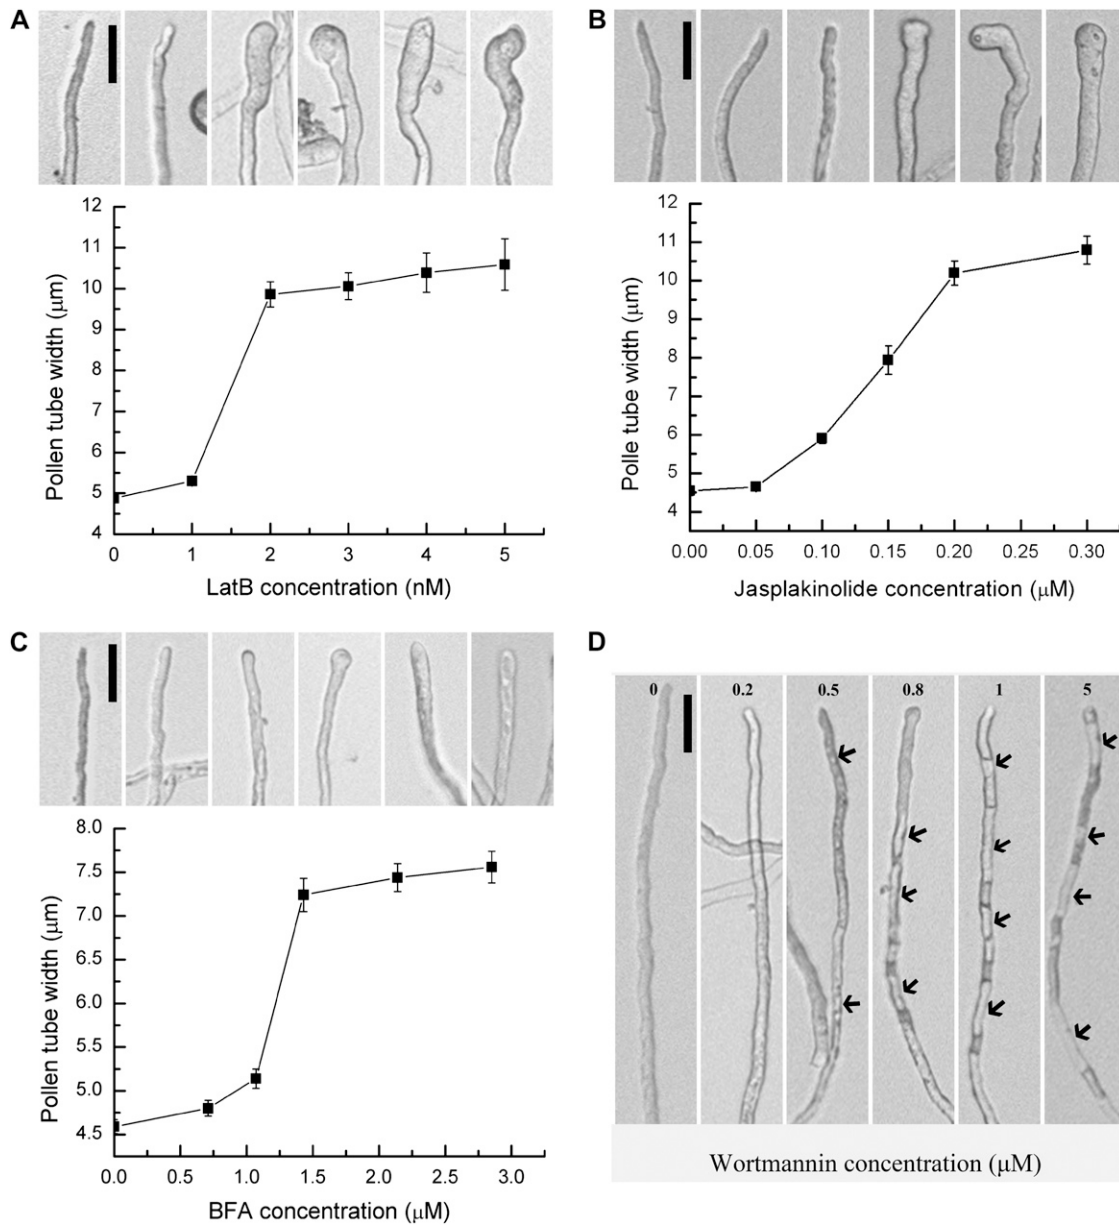 A
12
11
10
9
8
7
6
5
4
Pollen tube width (μm)
0 1 2 3 4 5
LatB concentration (nM)
B
12
11
10
9
8
7
6
5
4
Polle tube width (μm)
0.00 0.05 0.10 0.15 0.20 0.25 0.30
Jasplakinolide concentration (μM)
C
8.0
7.5
7.0
6.5
6.0
5.5
5.0
4.5
Pollen tube width (μm)
0.0 0.5 1.0 1.5 2.0 2.5 3.0
BFA concentration (μM)
D
0 0.2 0.5 0.8 1 5
Wortmannin concentration (μM)